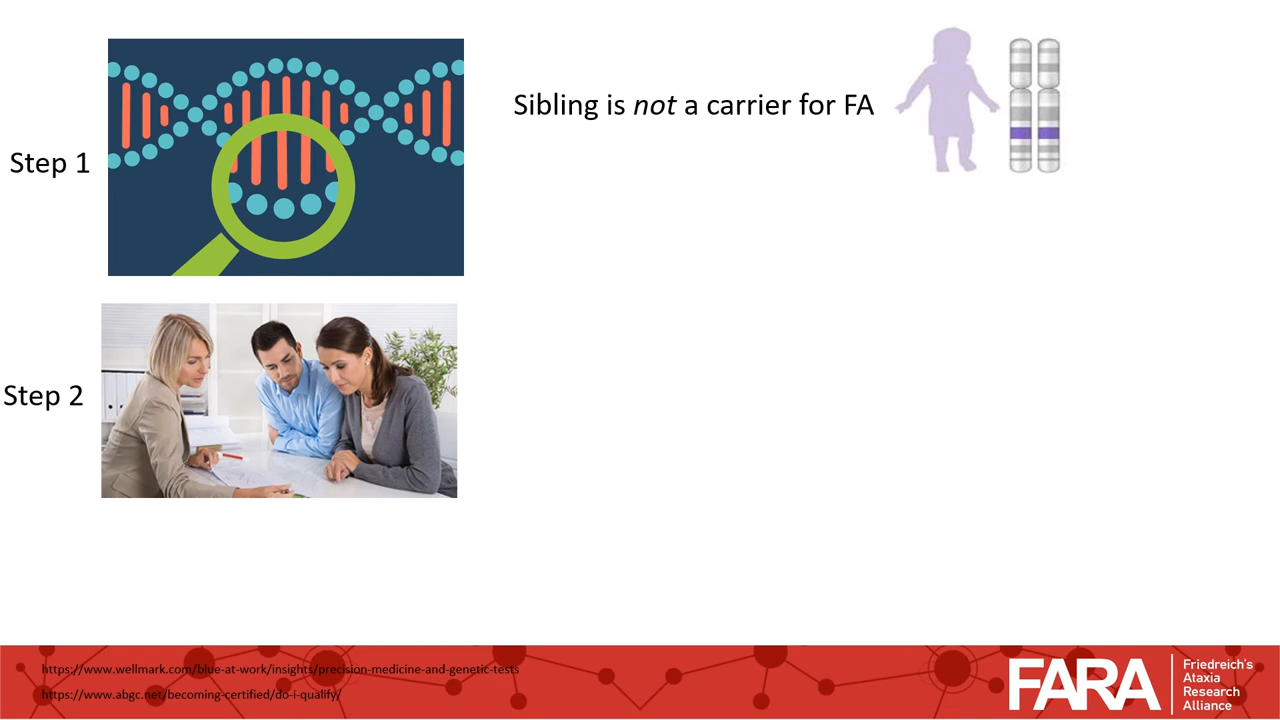 Step 1
Sibling is not a carrier for FA
Step 2
https://www.wellmark.com/blue-at-work/insights/precision-medicine-and-genetic-tests
https://www.abgc.net/becoming-certified/do-i-qualify/
FARA
Friedreich's
Ataxia
Research
Alliance